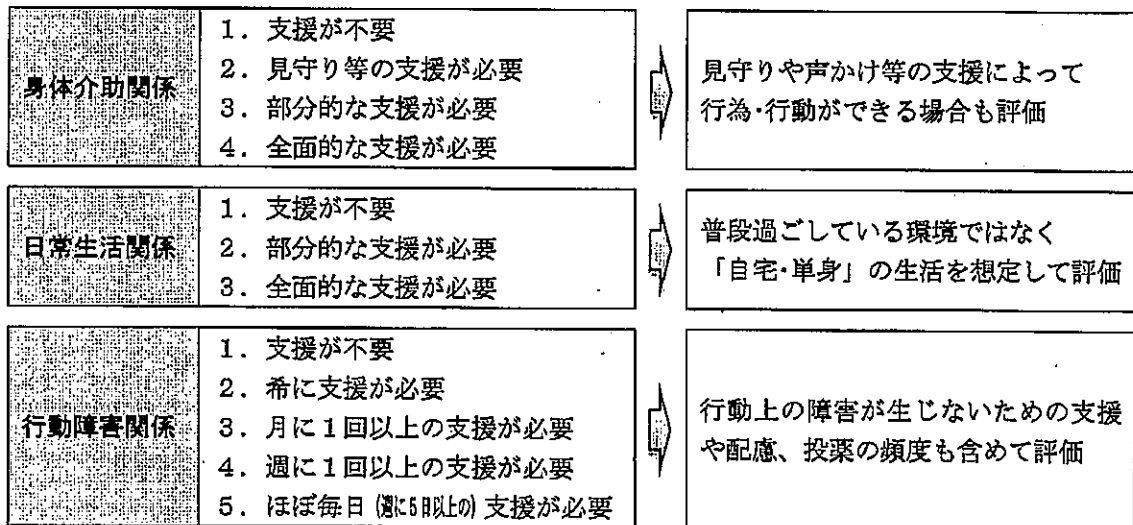 身体介助関係
1. 支援が不要
2. 見守り等の支援が必要
3. 部分的な支援が必要
4. 全面的な支援が必要
見守りや声かけ等の支援によって
行為・行動ができる場合も評価
日常生活関係
1. 支援が不要
2. 部分的な支援が必要
3. 全面的な支援が必要
普段過ごしている環境ではなく
「自宅・単身」の生活を想定して評価
行動障害関係
1. 支援が不要
2. 希に支援が必要
3. 月に1回以上の支援が必要
4. 週に1回以上の支援が必要
5. ほぼ毎日(週に5日以上の)支援が必要
行動上の障害が生じないための支援
や配慮、投薬の頻度も含めて評価